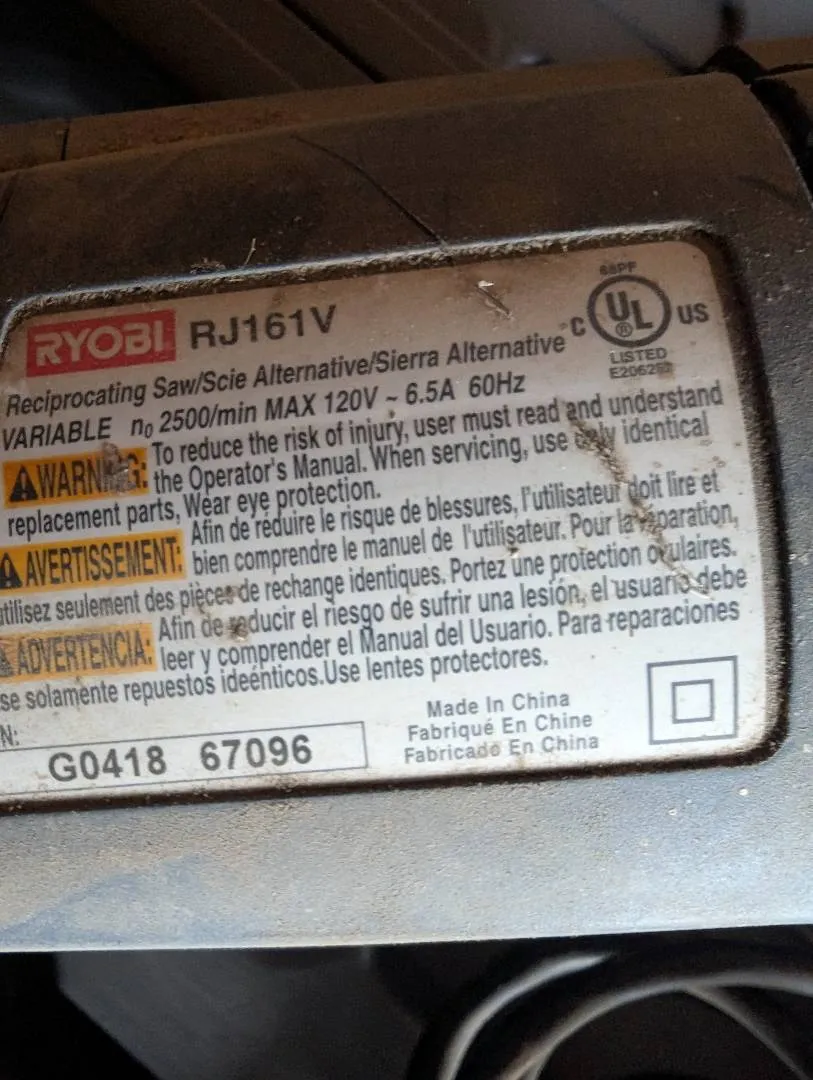 RYOBI RJ161V
68PF
C UL ® US
LISTED
Reciprocating Saw/Scie Alternative/Sierra Alternative
VARIABLE n0 2500/min MAX 120V ~ 6.5A 60Hz
WARNING: To reduce the risk of injury, user must read and understand
the Operator's Manual. When servicing, use only identical
replacement parts, Wear eye protection.
AVERTISSEMENT: Afin de réduire le risque de blessures, l'utilisateur doit lire et
bien comprendre le manuel de l'utilisateur. Pour la réparation,
utilisez seulement des pièces de rechange identiques. Portez une protection oculaires.
ADVERTENCIA: Afin de reducir el riesgo de sufrir una lesión, el usuario debe
leer y comprender el Manual del Usuario. Para reparaciones
se solamente repuestos ideénticos.Use lentes protectores.
N:
G0418 67096
Made In China
Fabriqué En Chine
Fabricado En China